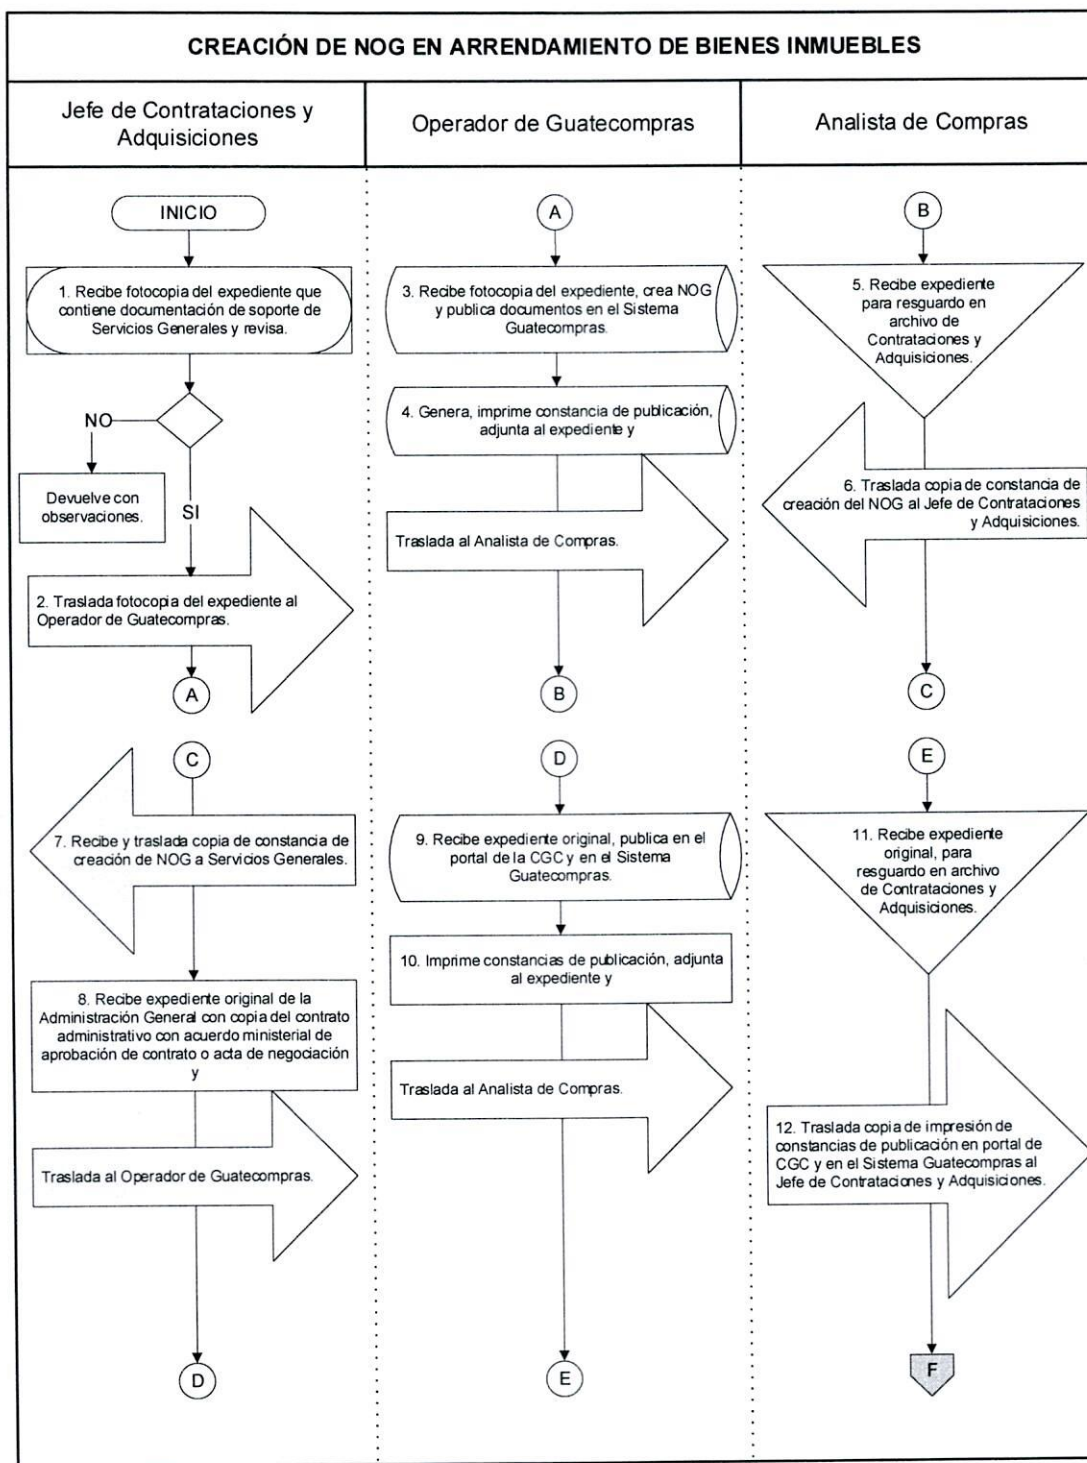 CREACIÓN DE NOG EN ARRENDAMIENTO DE BIENES INMUEBLES
Jefe de Contrataciones y
Adquisiciones
Operador de Guatecompras
Analista de Compras
INICIO
1. Recibe fotocopia del expediente que
contiene documentación de soporte de
Servicios Generales y revisa.
NO
Devuelve con
observaciones.
SI
2. Traslada fotocopia del expediente al
Operador de Guatecompras.
A
A
3. Recibe fotocopia del expediente, crea NOG
y publica documentos en el Sistema
Guatecompras.
4. Genera, imprime constancia de publicación,
adjunta al expediente y
Traslada al Analista de Compras.
B
B
5. Recibe expediente
para resguardo en
archivo de
Contrataciones y
Adquisiciones.
6. Traslada copia de constancia de
creación del NOG al Jefe de Contrataciones
y Adquisiciones.
C
C
7. Recibe y traslada copia de constancia de
creación de NOG a Servicios Generales.
8. Recibe expediente original de la
Administración General con copia del contrato
administrativo con acuerdo ministerial de
aprobación de contrato o acta de negociación
y
Traslada al Operador de Guatecompras.
D
D
9. Recibe expediente original, publica en el
portal de la CGC y en el Sistema
Guatecompras.
10. Imprime constancias de publicación, adjunta
al expediente y
Traslada al Analista de Compras.
E
E
11. Recibe expediente
original, para
resguardo en archivo
de Contrataciones y
Adquisiciones.
12. Traslada copia de impresión de
constancias de publicación en portal de
CGC y en el Sistema Guatecompras al
Jefe de Contrataciones y Adquisiciones.
F